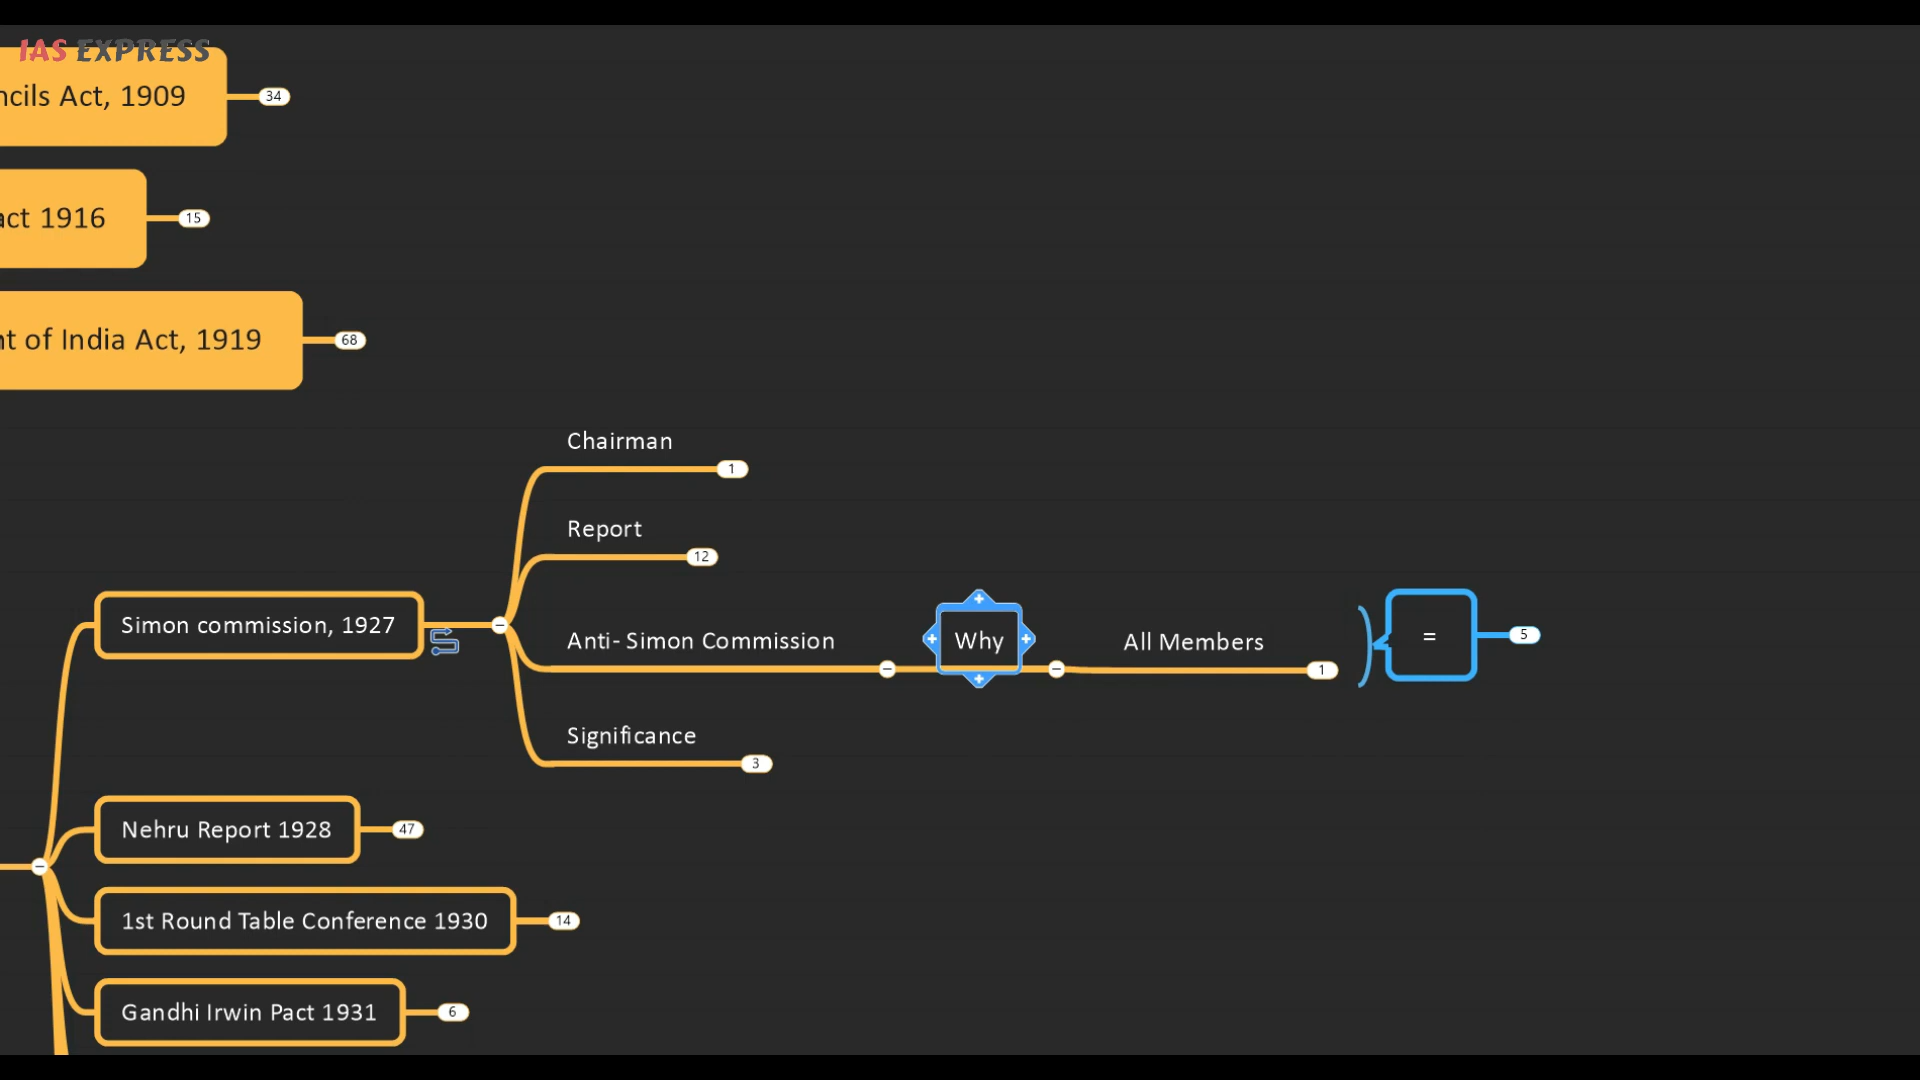 IAS EXPRESS
ncils Act, 1909
34
act 1916
15
nt of India Act, 1919
68
Chairman
1
Report
12
Simon commission, 1927
Anti- Simon Commission
Why
All Members
1
=
5
Significance
3
Nehru Report 1928
47
1st Round Table Conference 1930
14
Gandhi Irwin Pact 1931
6